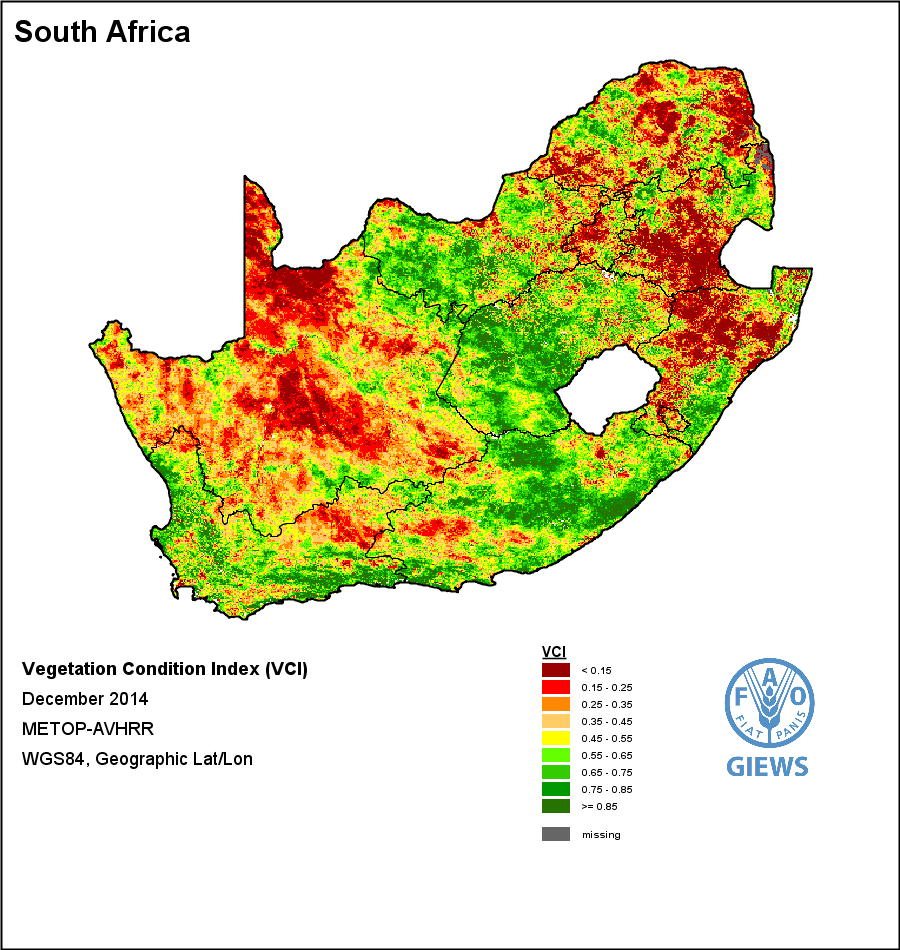 South Africa
Vegetation Condition Index (VCI)
December 2014
METOP-AVHRR
WGS84, Geographic Lat/Lon
VCI
< 0.15
0.15 - 0.25
0.25 - 0.35
0.35 - 0.45
0.45 - 0.55
0.55 - 0.65
0.65 - 0.75
0.75 - 0.85
>= 0.85
missing
F A O
FIAT PANIS
GIEWS